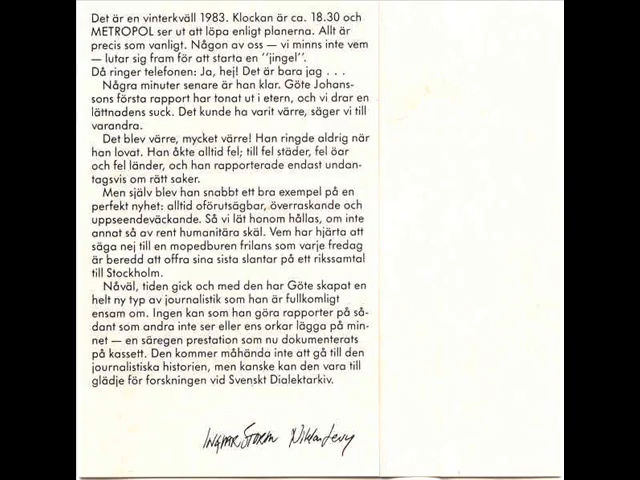 Det är en vinterkväll 1983. Klockan är ca. 18.30 och
METROPOL ser ut att löpa enligt planerna. Allt är
precis som vanligt. Någon av oss — vi minns inte vem
— lutar sig fram för att starta en ”jingel”.
Då ringer telefonen: Ja, hej! Det är bara jag . . .
Några minuter senare är han klar. Göte Johans-
sons första rapport har tonat ut i etern, och vi drar en
lättnadens suck. Det kunde ha varit värre, säger vi till
varandra.
Det blev värre, mycket värre! Han ringde aldrig när
han lovat. Han åkte alltid fel; till fel städer, fel öar
och fel länder, och han rapporterade endast undan-
tagsvis om rätt saker.
Men själv blev han snabbt ett bra exempel på en
perfekt nyhet: alltid oförutsägbar, överraskande och
uppseendeväckande. Så vi lät honom hållas, om inte
annat så av rent humanitära skäl. Vem har hjärta att
säga nej till en mopedburen frilans som varje fredag
är beredd att offra sina sista slantar på ett rikssamtal
till Stockholm.
Nåväl, tiden gick och med den har Göte skapat en
helt ny typ av journalistik som han är fullkomligt
ensam om. Ingen kan som han göra rapporter på så-
dant som andra inte ser eller ens orkar lägga på min-
net — en säregen prestation som nu dokumenterats
på kassett. Den kommer måhända inte att gå till den
journalistiska historien, men kanske kan den vara till
glädje för forskningen vid Svenskt Dialektarkiv.
INGMAR STORM Niklas Levy